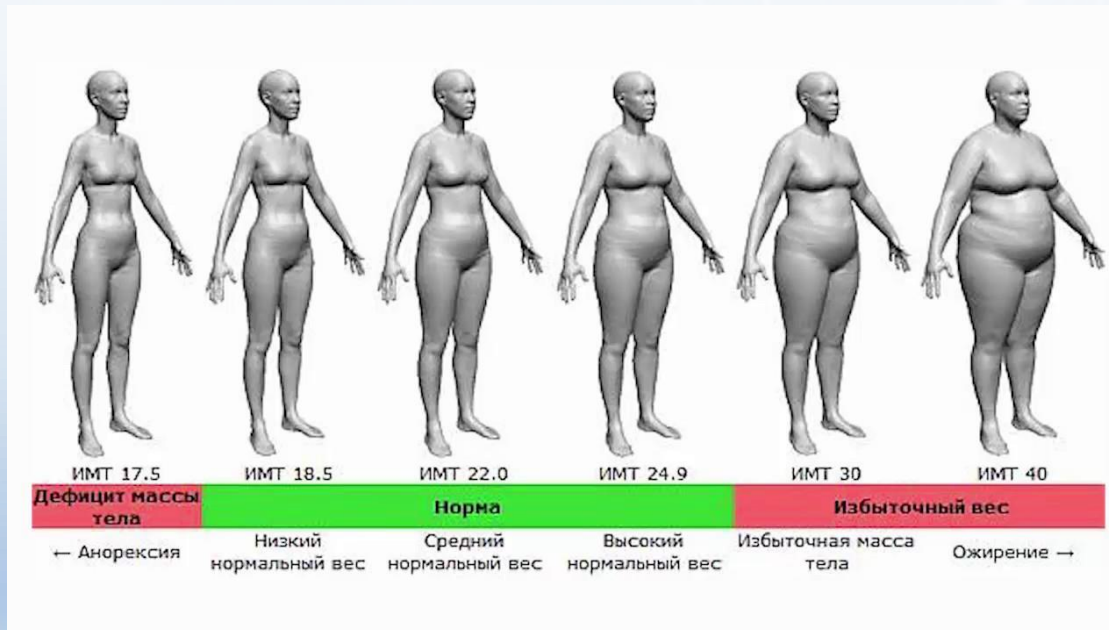 ИМТ 17.5 ИМТ 18.5 ИМТ 22.0 ИМТ 24.9 ИМТ 30 ИМТ 40
Дефицит массы
тела
Норма
Избыточный вес
← Анорексия
Низкий
нормальный вес
Средний
нормальный вес
Высокий
нормальный вес
Избыточная масса
тела
Ожирение →